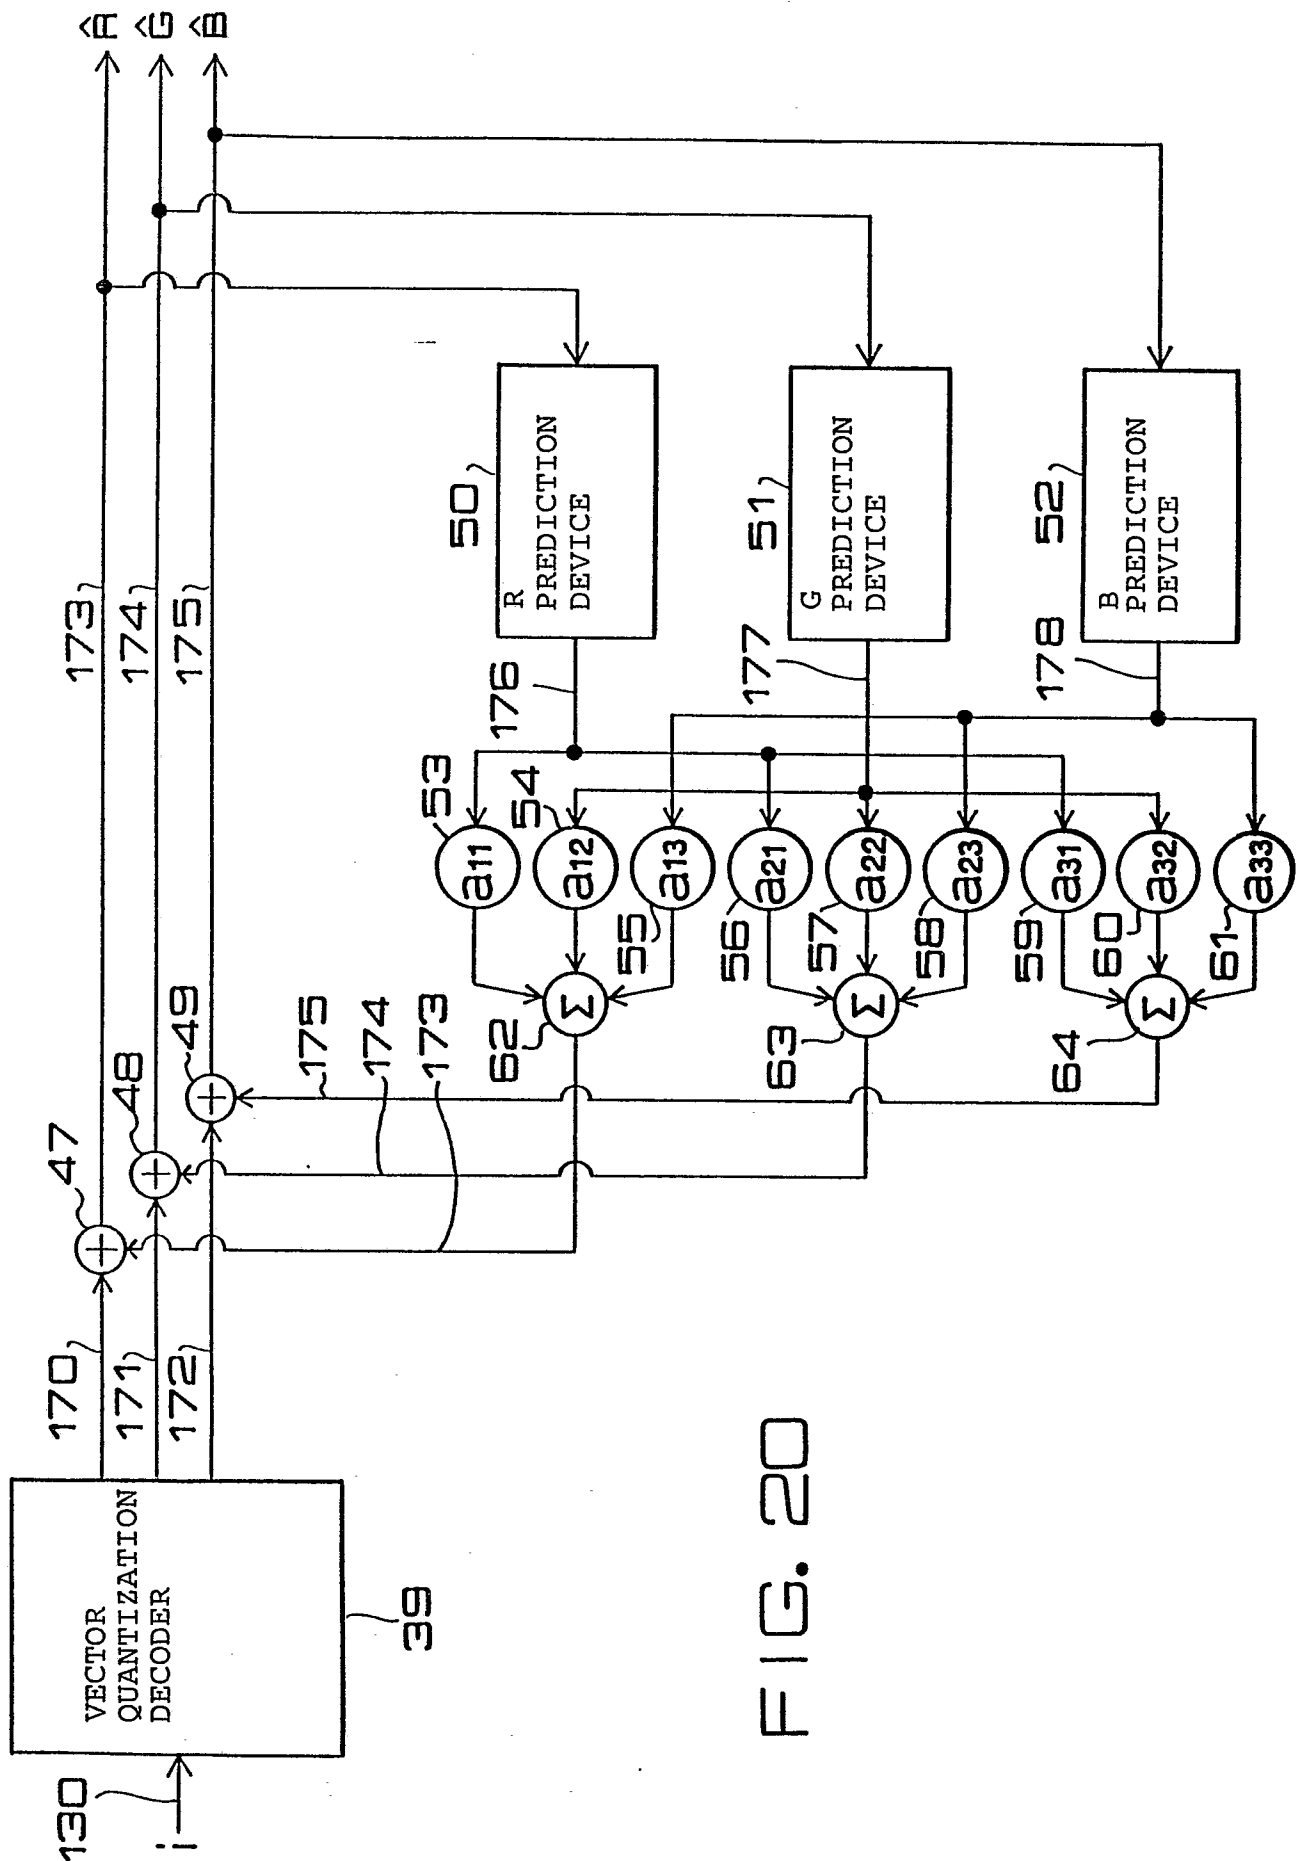 130
i
VECTOR
QUANTIZATION
DECODER
39
170
171
172
47
48
49
173
174
175
R̂
Ĝ
B̂
175
174
173
62
63
64
Σ
Σ
Σ
53
54
55
56
57
58
59
60
61
a11
a12
a13
a21
a22
a23
a31
a32
a33
176
177
178
50
R
PREDICTION
DEVICE
51
G
PREDICTION
DEVICE
52
B
PREDICTION
DEVICE
FIG. 20